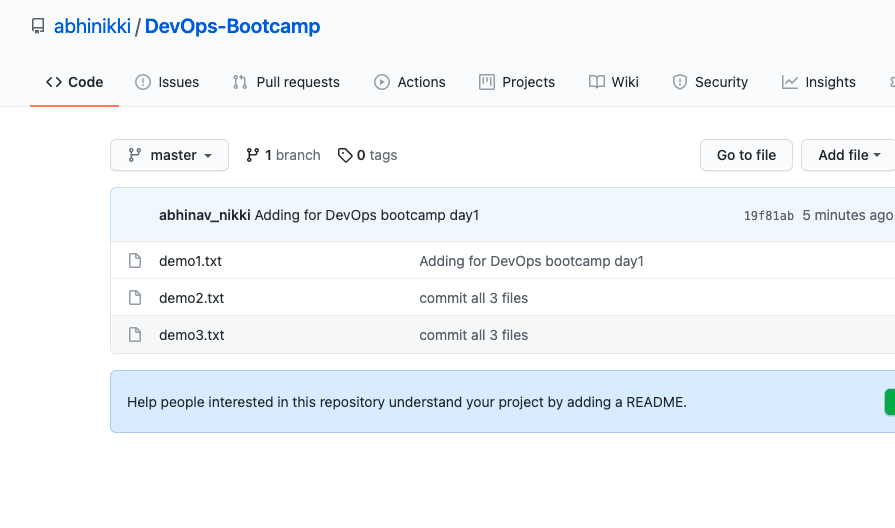 abhinikki / DevOps-Bootcamp
Code Issues Pull requests Actions Projects Wiki Security Insights
master 1 branch 0 tags Go to file Add file
abhinav_nikki Adding for DevOps bootcamp day1 19f81ab 5 minutes ago
demo1.txt Adding for DevOps bootcamp day1
demo2.txt commit all 3 files
demo3.txt commit all 3 files
Help people interested in this repository understand your project by adding a README.